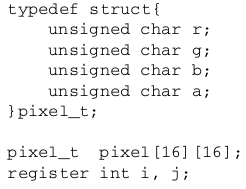 typedef struct{
    unsigned char r;
    unsigned char g;
    unsigned char b;
    unsigned char a;
}pixel_t;

pixel_t  pixel[16][16];
register int i, j;